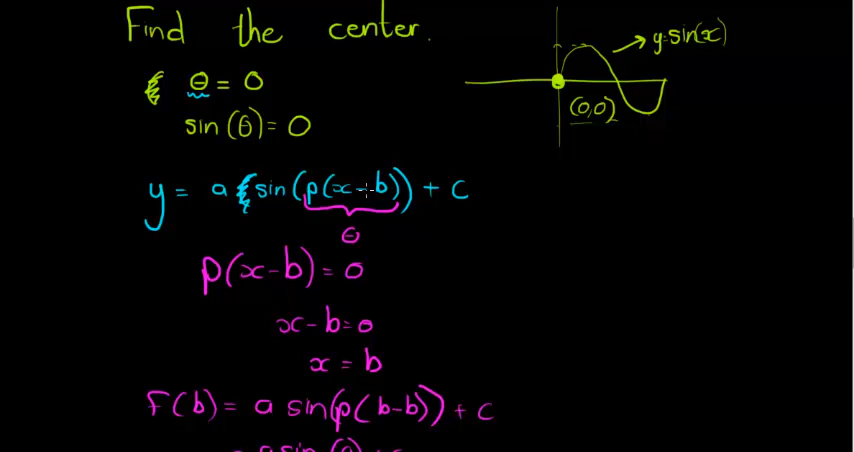 Find the center.
y=sin(x)
θ = 0
(0,0)
sin(θ) = 0
y = a sin(p(x-b)) + c
θ
p(x-b) = 0
x-b=0
x = b
F(b) = a sin(p(b-b)) + c